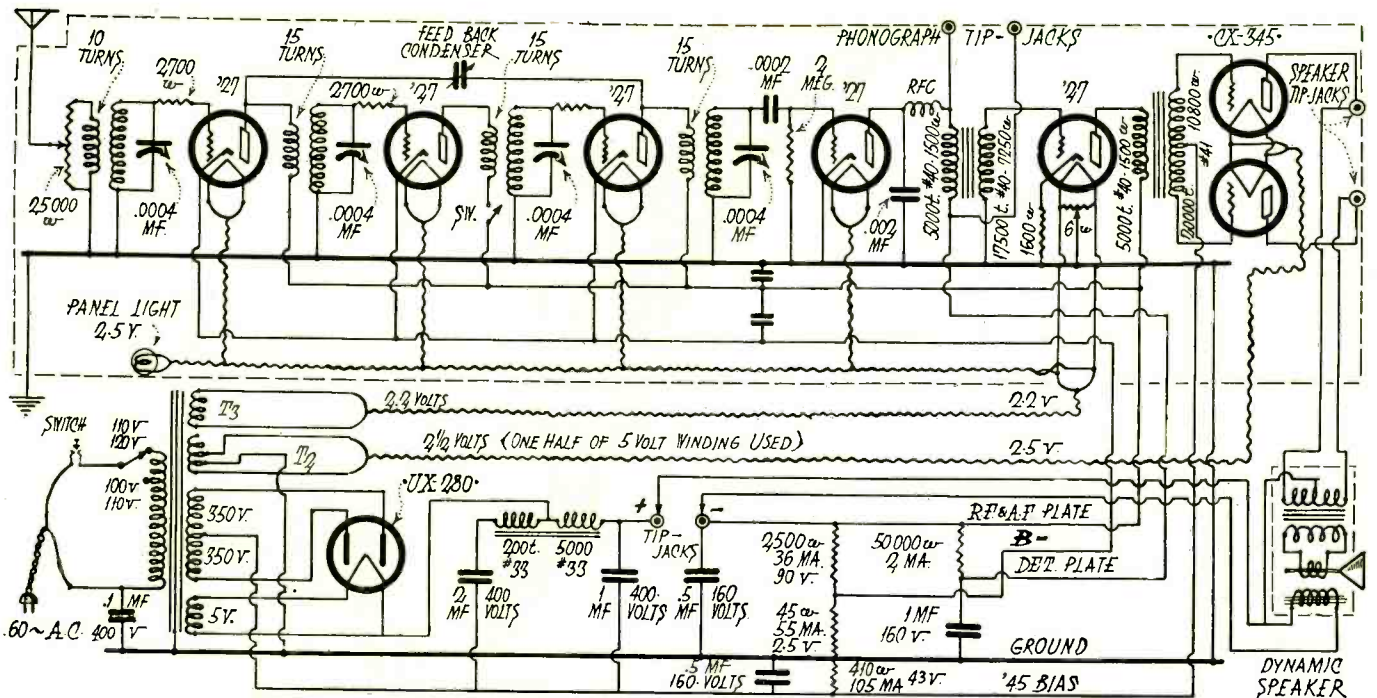 10
TURNS
2700
ω
15
TURNS
FEED BACK
CONDENSER
15
TURNS
15
TURNS
PHONOGRAPH
TIP-
JACKS
·CX-345·
'27
2700 ω
'27
'27
.0002
MF
2
MEG.
'27
RFC
'27
SPEAKER
TIP-JACKS
25000
ω
.0004
MF.
.0004
MF
SW.
.0004
MF
.0004
MF
.002
MF
5000 t. #40-1500ω
17500 t. #40-7250ω
1600ω
6
ω
5000 t. #40-1500ω
20000 t.
#41
10800 ω
PANEL LIGHT
2.5 V.
SWITCH
110 V
120 V.
100 V
110 V.
T3
2.2 VOLTS
2.2 V
T2
2½ VOLTS (ONE HALF OF 5 VOLT WINDING USED)
2.5 V.
·UX-280·
350 V.
350 V.
5 V.
+
TIP-
JACKS
-
RF & AF PLATE
B-
DET. PLATE
200t.
#33
5000
#33
2500 ω
36 MA.
90 V.
50000 ω
2 MA.
.1 MF
400 V
60~A.C.
2
MF
400
VOLTS
1
MF
400
VOLTS
.5
MF
160
VOLTS
45 ω
55 MA.
2.5 V.
1 MF
160 V.
GROUND
.5 MF
160 VOLTS
410 ω
105 MA
43 V.
'45 BIAS
DYNAMIC
SPEAKER